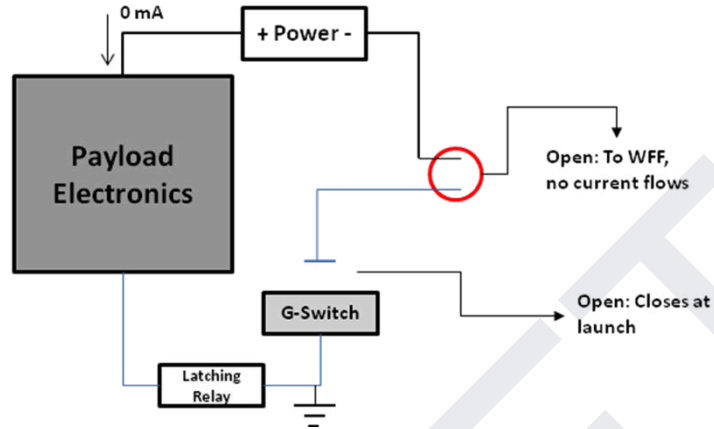 0 mA
+ Power -
Payload
Electronics
Open: To WFF,
no current flows
G-Switch
Open: Closes at
launch
Latching
Relay